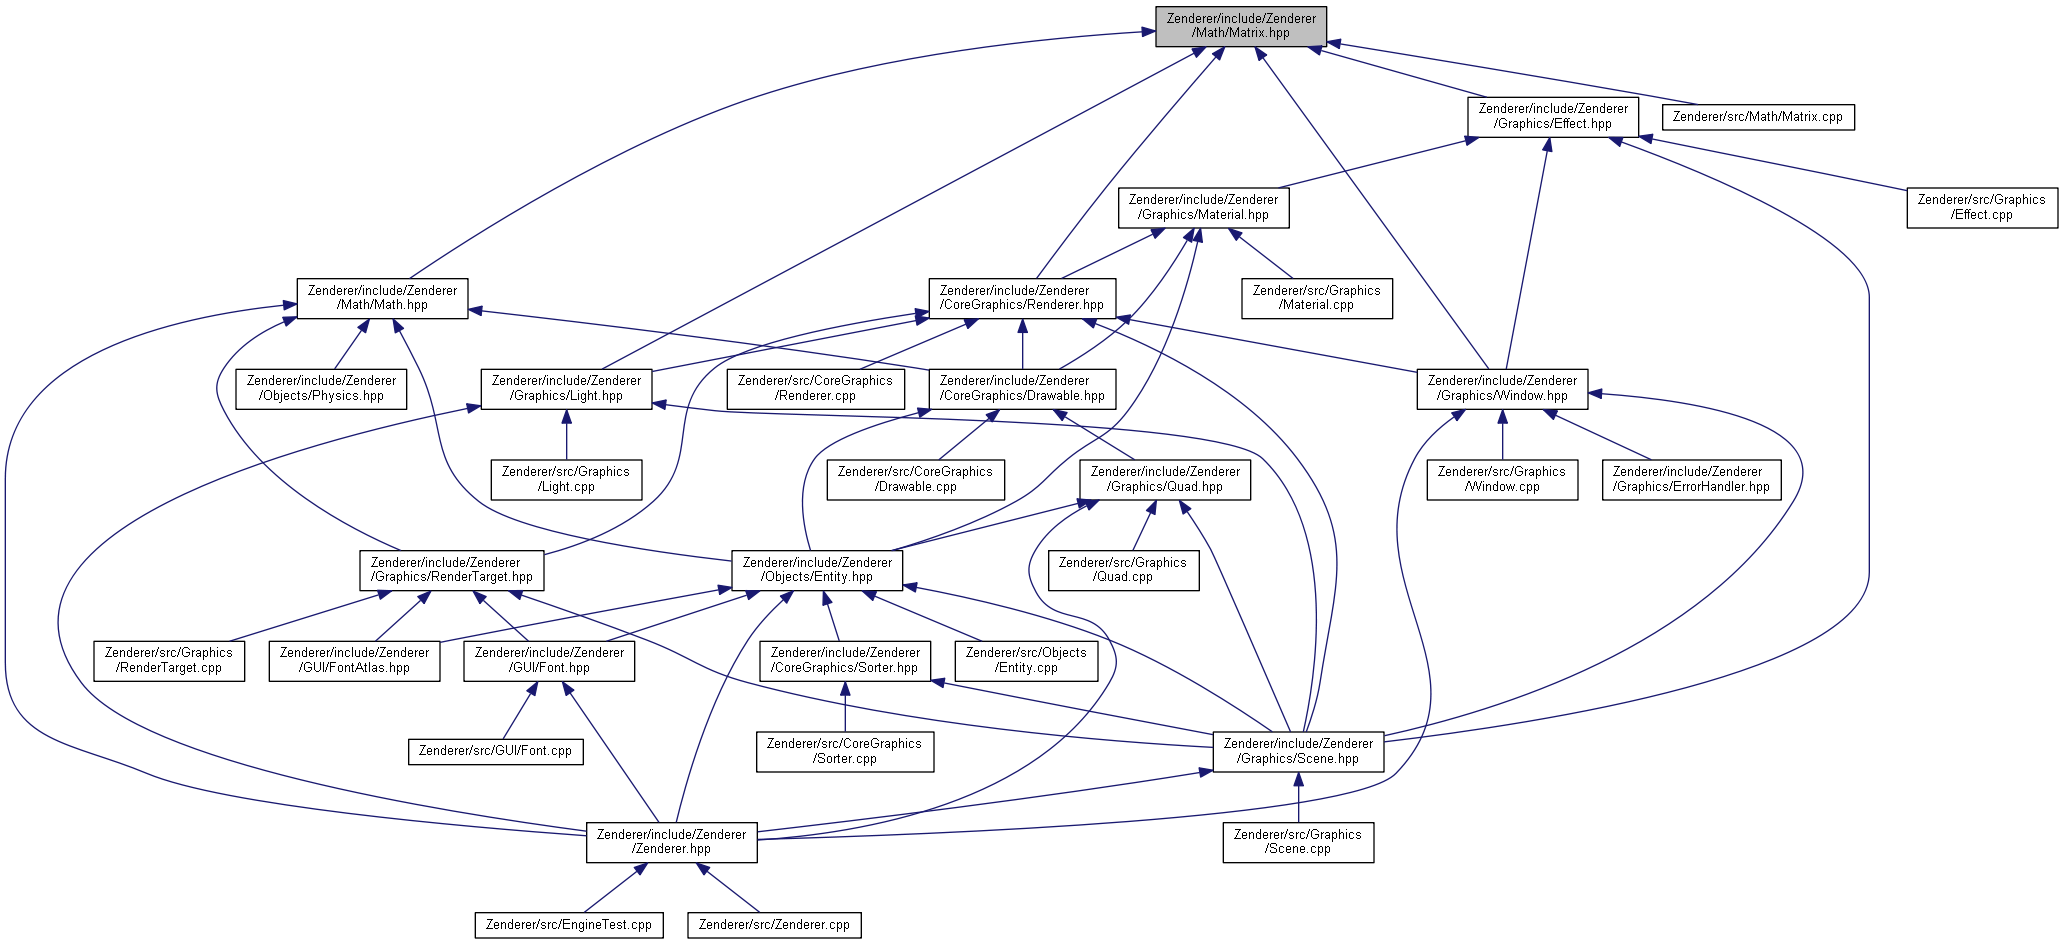 Zenderer/include/Zenderer
/Math/Matrix.hpp
Zenderer/include/Zenderer
/Graphics/Effect.hpp
Zenderer/src/Math/Matrix.cpp
Zenderer/include/Zenderer
/Graphics/Material.hpp
Zenderer/src/Graphics
/Effect.cpp
Zenderer/include/Zenderer
/Math/Math.hpp
Zenderer/include/Zenderer
/CoreGraphics/Renderer.hpp
Zenderer/src/Graphics
/Material.cpp
Zenderer/include/Zenderer
/Objects/Physics.hpp
Zenderer/include/Zenderer
/Graphics/Light.hpp
Zenderer/src/CoreGraphics
/Renderer.cpp
Zenderer/include/Zenderer
/CoreGraphics/Drawable.hpp
Zenderer/include/Zenderer
/Graphics/Window.hpp
Zenderer/src/Graphics
/Light.cpp
Zenderer/src/CoreGraphics
/Drawable.cpp
Zenderer/include/Zenderer
/Graphics/Quad.hpp
Zenderer/src/Graphics
/Window.cpp
Zenderer/include/Zenderer
/Graphics/ErrorHandler.hpp
Zenderer/include/Zenderer
/Graphics/RenderTarget.hpp
Zenderer/include/Zenderer
/Objects/Entity.hpp
Zenderer/src/Graphics
/Quad.cpp
Zenderer/src/Graphics
/RenderTarget.cpp
Zenderer/include/Zenderer
/GUI/FontAtlas.hpp
Zenderer/include/Zenderer
/GUI/Font.hpp
Zenderer/include/Zenderer
/CoreGraphics/Sorter.hpp
Zenderer/src/Objects
/Entity.cpp
Zenderer/src/GUI/Font.cpp
Zenderer/src/CoreGraphics
/Sorter.cpp
Zenderer/include/Zenderer
/Graphics/Scene.hpp
Zenderer/include/Zenderer
/Zenderer.hpp
Zenderer/src/Graphics
/Scene.cpp
Zenderer/src/EngineTest.cpp
Zenderer/src/Zenderer.cpp